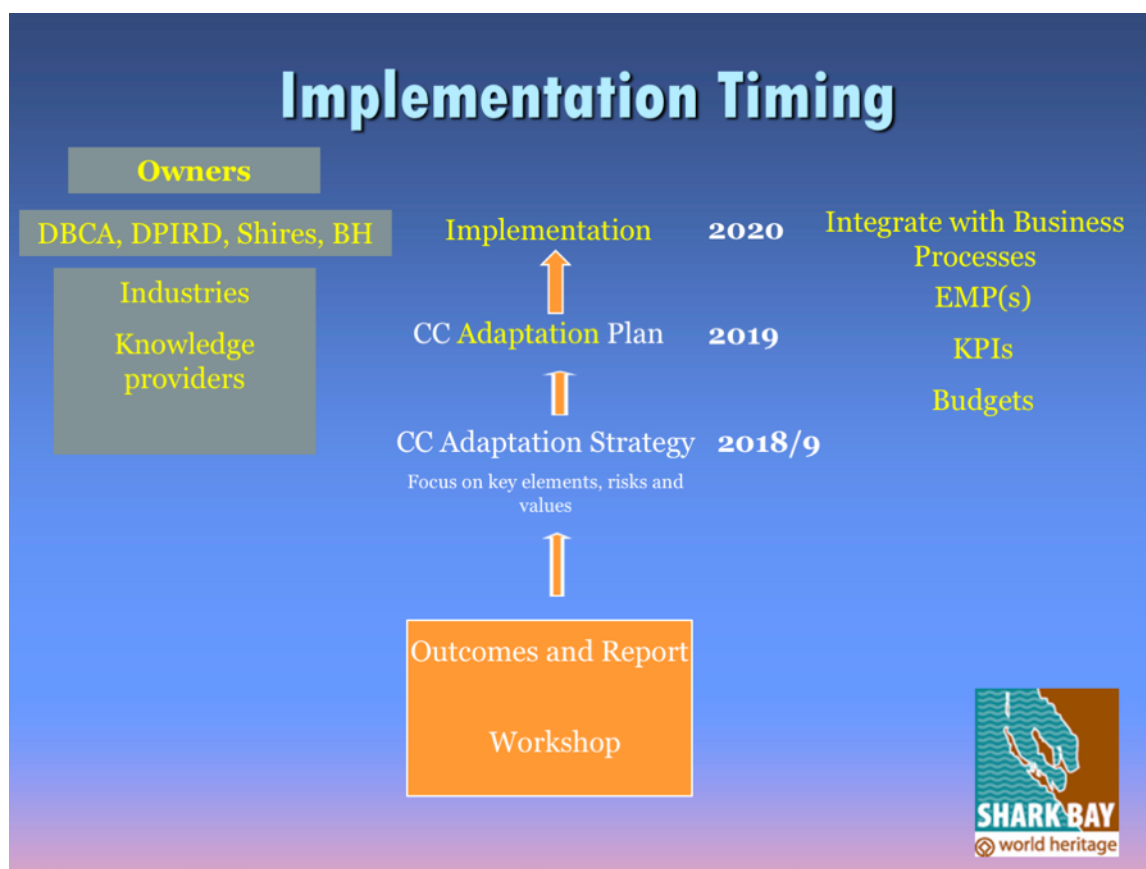 Implementation Timing
Owners
DBCA, DPIRD, Shires, BH
Industries
Knowledge
providers
Implementation 2020
CC Adaptation Plan 2019
CC Adaptation Strategy 2018/9
Focus on key elements, risks and
values
Outcomes and Report
Workshop
Integrate with Business
Processes
EMP(s)
KPIs
Budgets
SHARK BAY
world heritage